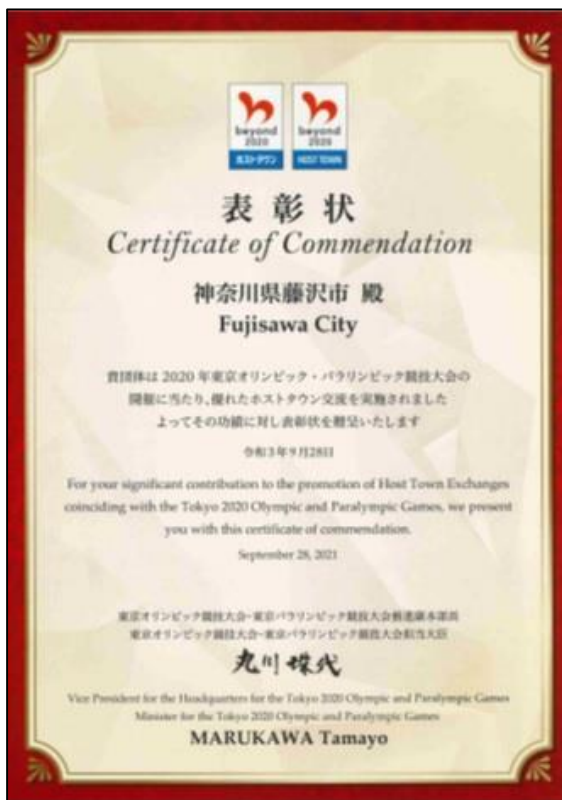 beyond
2020
ホストタウン
beyond
2020
HOST TOWN
表彰状
Certificate of Commendation
神奈川県藤沢市 殿
Fujisawa City
貴団体は 2020 年東京オリンピック・パラリンピック競技大会の
開催に当たり、優れたホストタウン交流を実施されました
よってその功績に対し表彰状を贈呈いたします
令和3年9月28日
For your significant contribution to the promotion of Host Town Exchanges
coinciding with the Tokyo 2020 Olympic and Paralympic Games, we present
you with this certificate of commendation.
September 28, 2021
東京オリンピック競技大会・東京パラリンピック競技大会推進副本部長
東京オリンピック競技大会・東京パラリンピック競技大会担当大臣
丸川珠代
Vice President for the Headquarters for the Tokyo 2020 Olympic and Paralympic Games
Minister for the Tokyo 2020 Olympic and Paralympic Games
MARUKAWA Tamayo